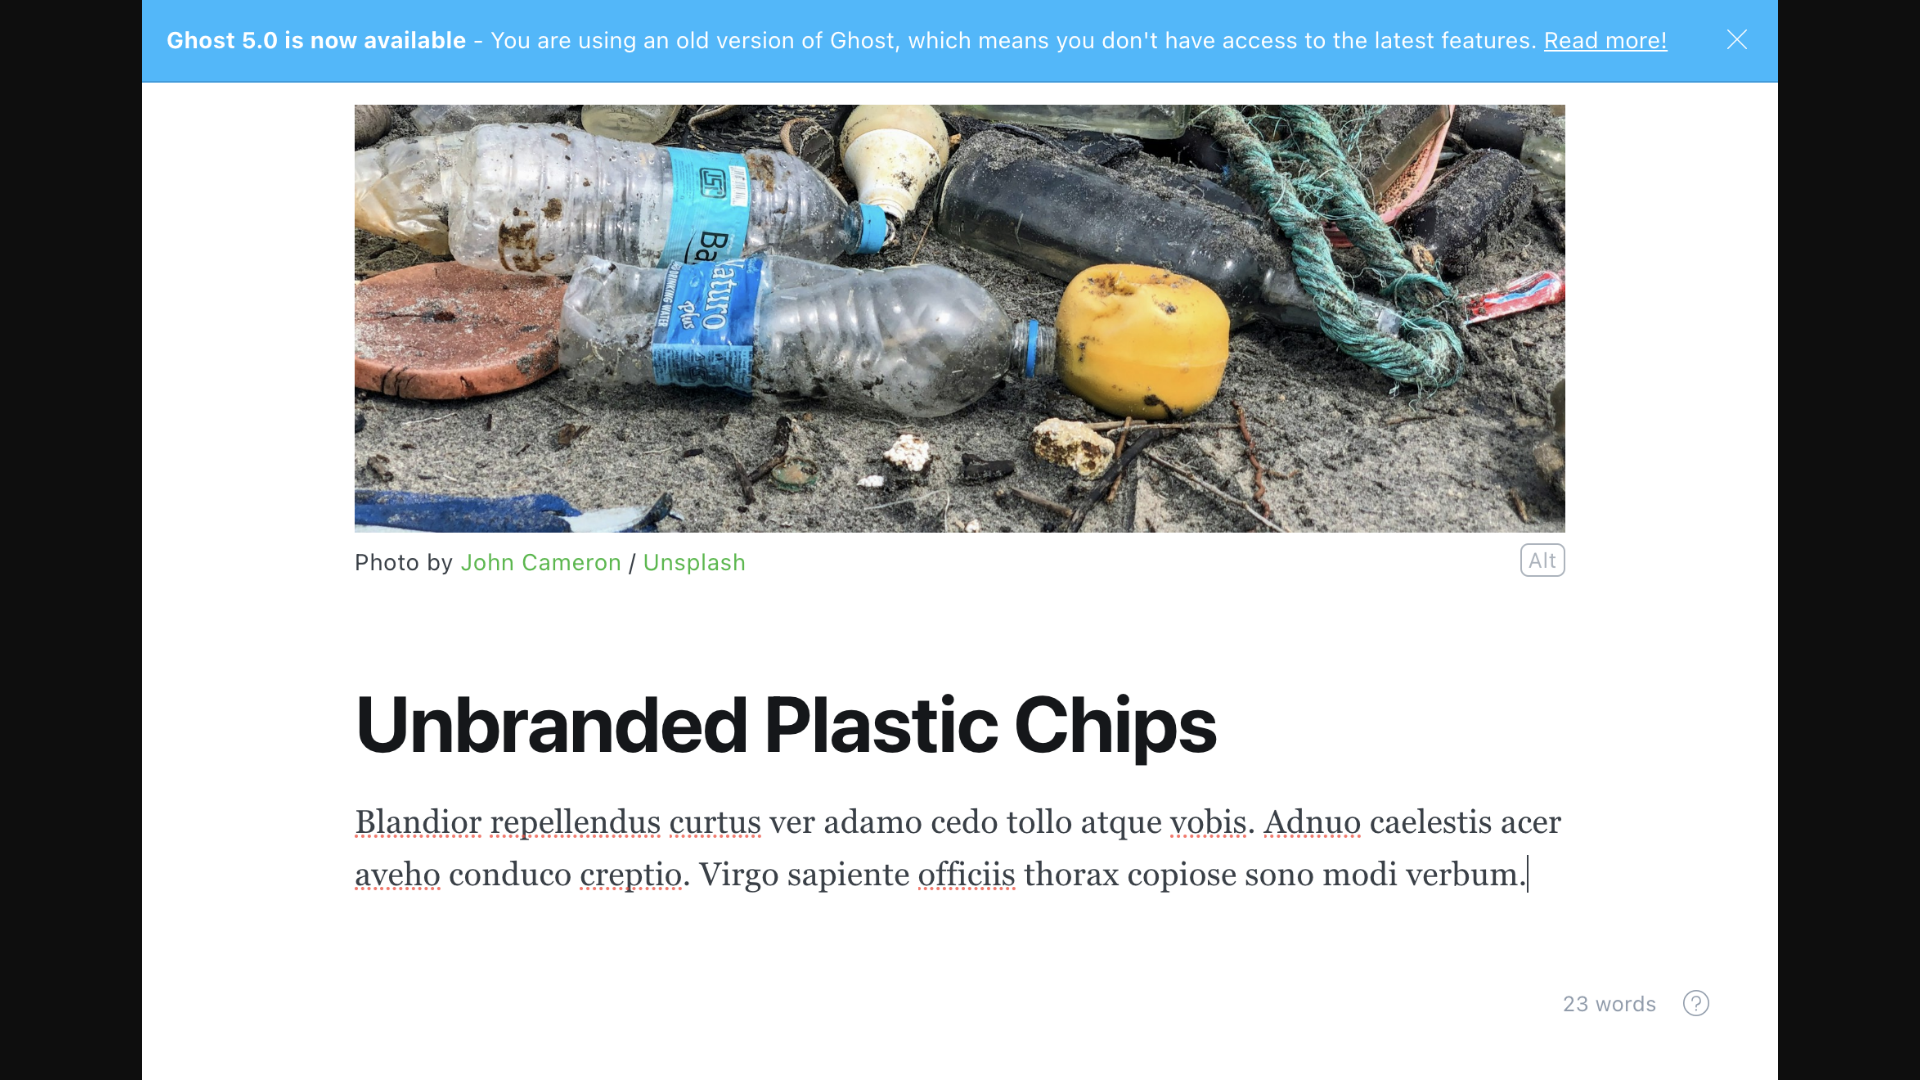 Ghost 5.0 is now available - You are using an old version of Ghost, which means you don't have access to the latest features. Read more!
Ba
Naturo
plus
DRINKING WATER
Photo by John Cameron / Unsplash
Alt
Unbranded Plastic Chips
Blandior repellendus curtus ver adamo cedo tollo atque vobis. Adnuo caelestis acer
aveho conduco creptio. Virgo sapiente officiis thorax copiose sono modi verbum.
23 words
?